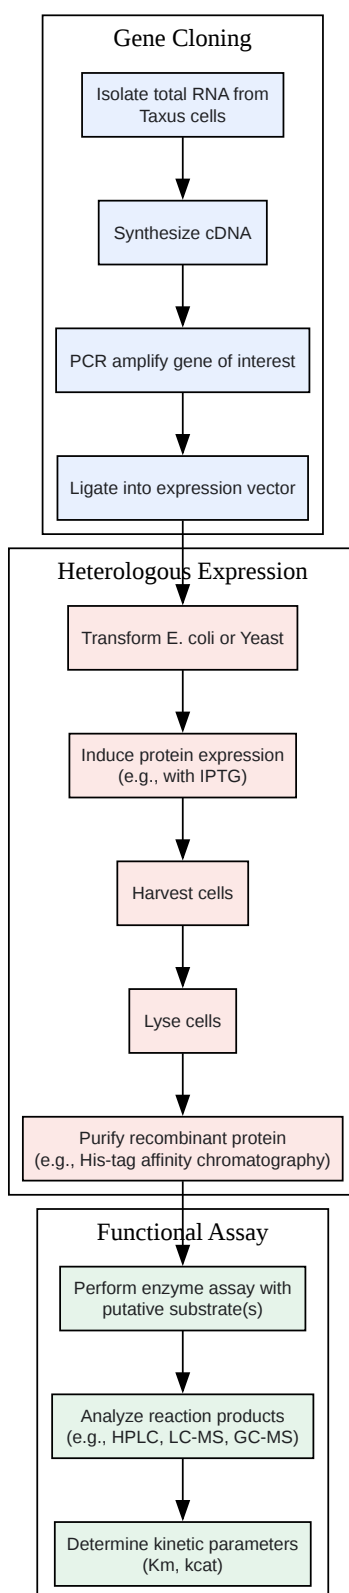 Gene Cloning
Isolate total RNA from
Taxus cells
Synthesize cDNA
PCR amplify gene of interest
Ligate into expression vector
Heterologous Expression
Transform E. coli or Yeast
Induce protein expression
(e.g., with IPTG)
Harvest cells
Lyse cells
Purify recombinant protein
(e.g., His-tag affinity chromatography)
Functional Assay
Perform enzyme assay with
putative substrate(s)
Analyze reaction products
(e.g., HPLC, LC-MS, GC-MS)
Determine kinetic parameters
(Km, kcat)